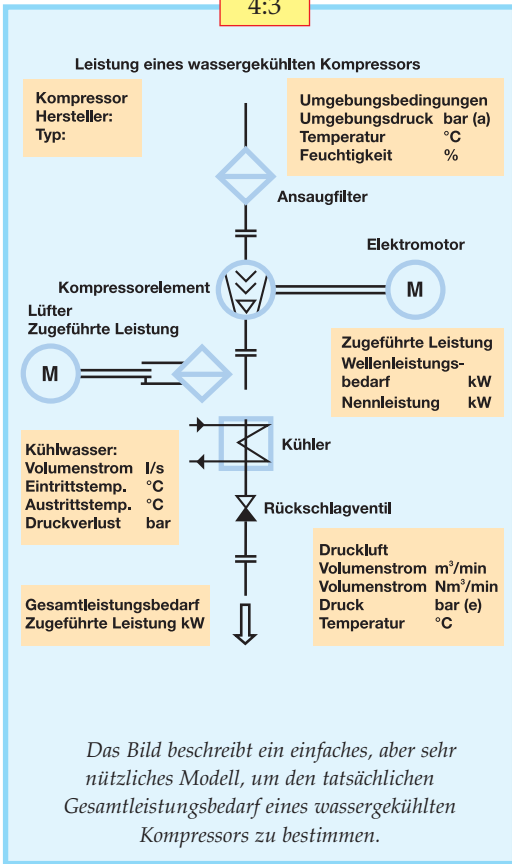 4:3
Leistung eines wassergekühlten Kompressors
Kompressor
Hersteller:
Typ:
Umgebungsbedingungen
Umgebungsdruck bar (a)
Temperatur °C
Feuchtigkeit %
Ansaugfilter
Elektromotor
Kompressorelement
M
Lüfter
Zugeführte Leistung
M
Zugeführte Leistung
Wellenleistungs-
bedarf kW
Nennleistung kW
Kühlwasser:
Volumenstrom l/s
Eintrittstemp. °C
Austrittstemp. °C
Druckverlust bar
Kühler
Rückschlagventil
Druckluft
Volumenstrom m³/min
Volumenstrom Nm³/min
Druck bar (e)
Temperatur °C
Gesamtleistungsbedarf
Zugeführte Leistung kW
Das Bild beschreibt ein einfaches, aber sehr
nützliches Modell, um den tatsächlichen
Gesamtleistungsbedarf eines wassergekühlten
Kompressors zu bestimmen.